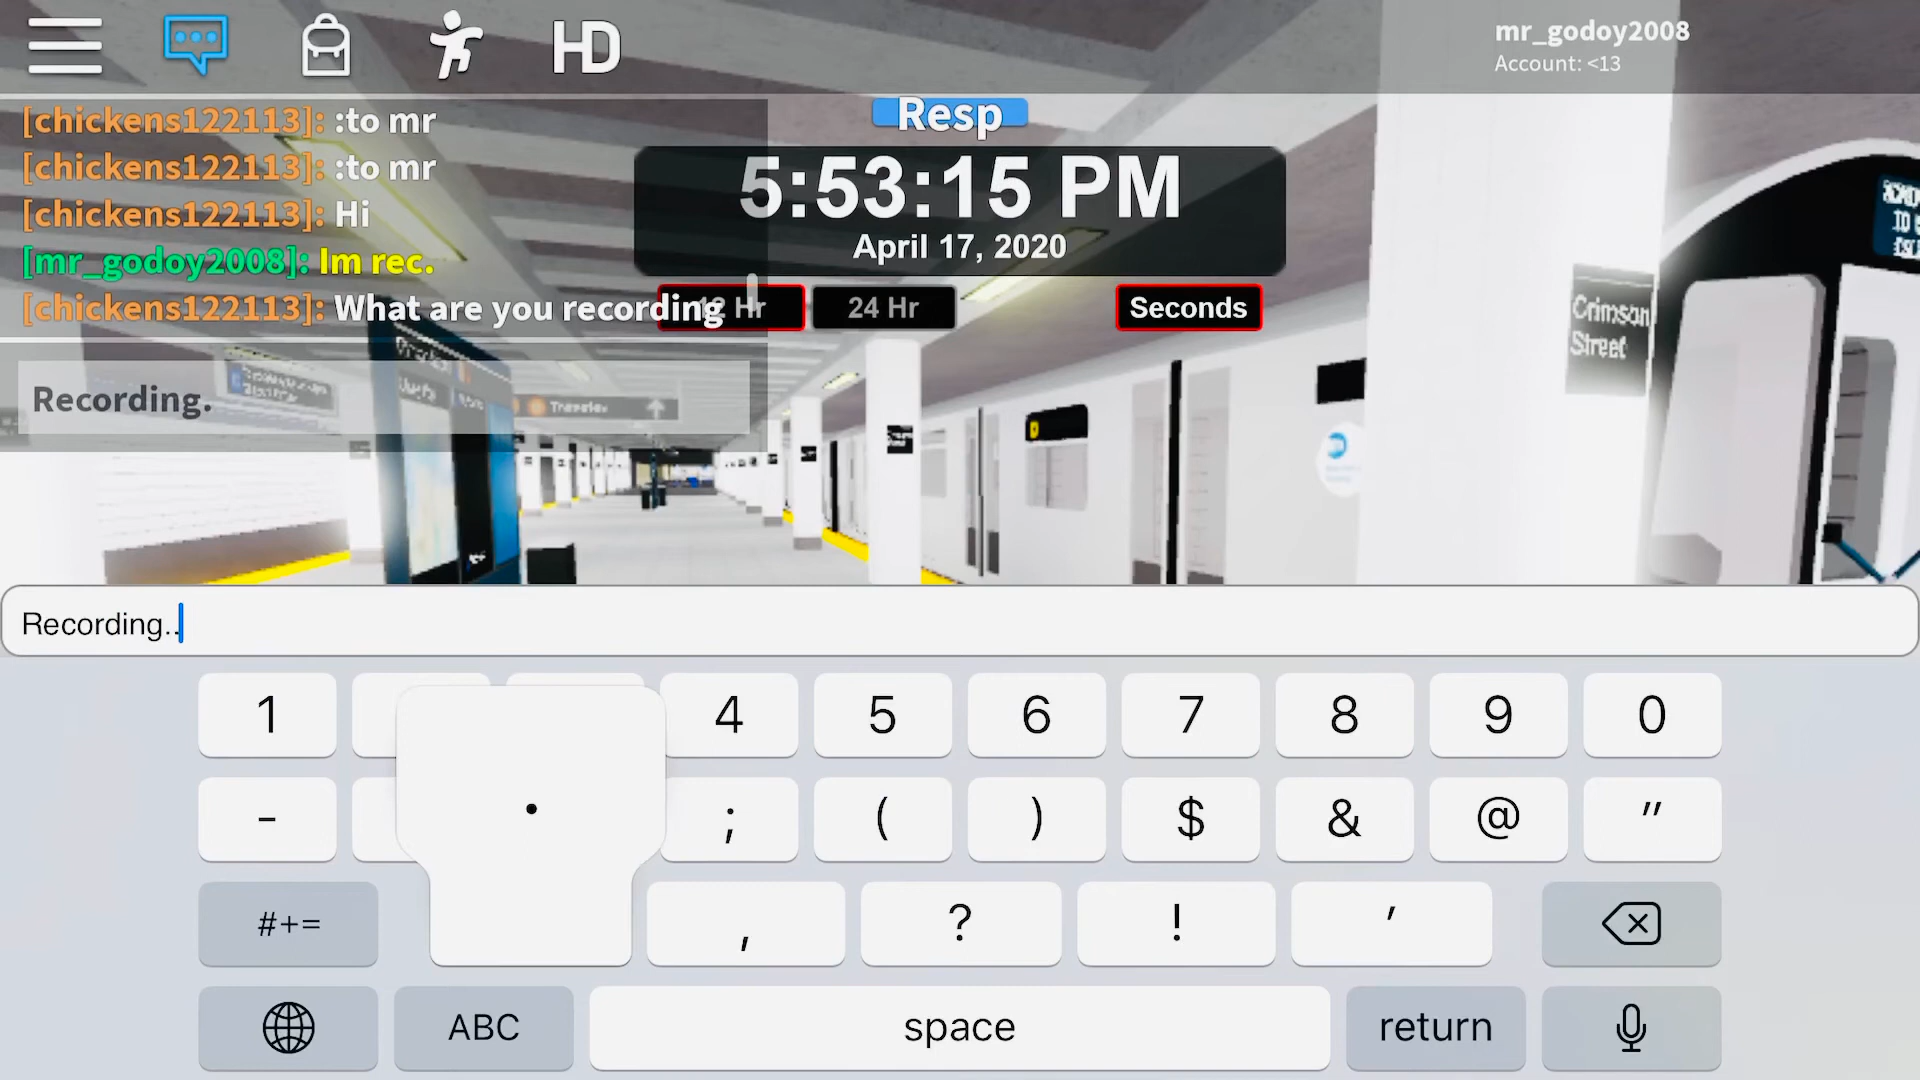 HD
mr_godoy2008
Account: <13
[chickens122113]: :to mr
[chickens122113]: :to mr
[chickens122113]: Hi
[mr_godoy2008]: Im rec.
[chickens122113]: What are you recording
Recording.
Resp
5:53:15 PM
April 17, 2020
12 Hr
24 Hr
Seconds
Crimson
Street
Recording..
1
4
5
6
7
8
9
0
-
.
;
(
)
$
&
@
"
#+=
,
?
!
'
ABC
space
return